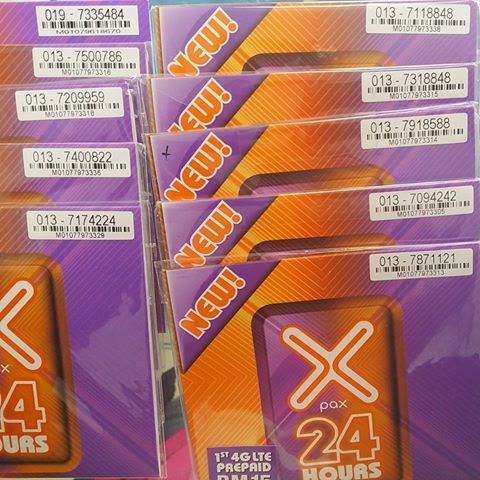 019 - 7335484
M01079618670
013 - 7500786
M01077973316
013 - 7209959
M01077973318
013 - 7400822
M01077973336
013 - 7174224
M01077973329
X
pax
24
HOURS
013 - 7118848
M01077973338
NEW!
013 - 7318848
M01077973315
NEW!
013 - 7918588
M01077973314
NEW!
013 - 7094242
M01077973305
NEW!
013 - 7871121
M01077973313
NEW!
X
pax
24
HOURS
1ST 4G LTE
PREPAID
RM15